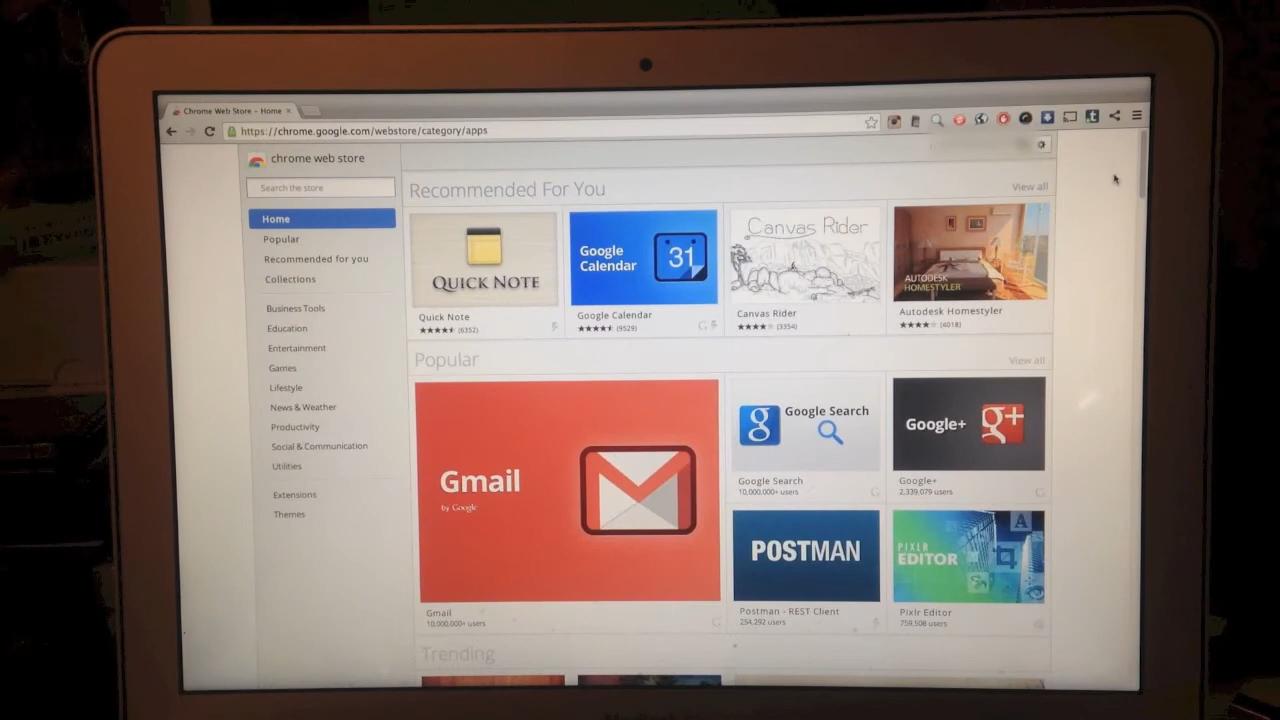 Chrome Web Store - Home
https://chrome.google.com/webstore/category/apps
chrome web store
Search the store
Home
Popular
Recommended for you
Collections
Business Tools
Education
Entertainment
Games
Lifestyle
News & Weather
Productivity
Social & Communication
Utilities
Extensions
Themes
Recommended For You
View all
QUICK NOTE
Quick Note
(6352)
Google
Calendar
31
Google Calendar
(9529)
Canvas Rider
Canvas Rider
(3354)
AUTODESK
HOMESTYLER
Autodesk Homestyler
(4018)
Popular
View all
Gmail
by Google
Gmail
10,000,000+ users
g
Google Search
Google Search
10,000,000+ users
Google+
g+
Google+
2,339,079 users
POSTMAN
Postman - REST Client
254,292 users
PIXLR
EDITOR
A
Pixlr Editor
759,508 users
Trending